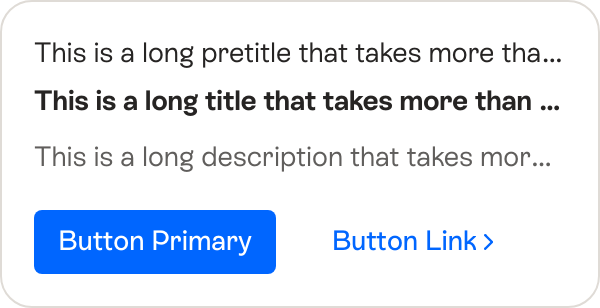 This is a long pretitle that takes more tha...
This is a long title that takes more than ...
This is a long description that takes mor...
Button Primary
Button Link